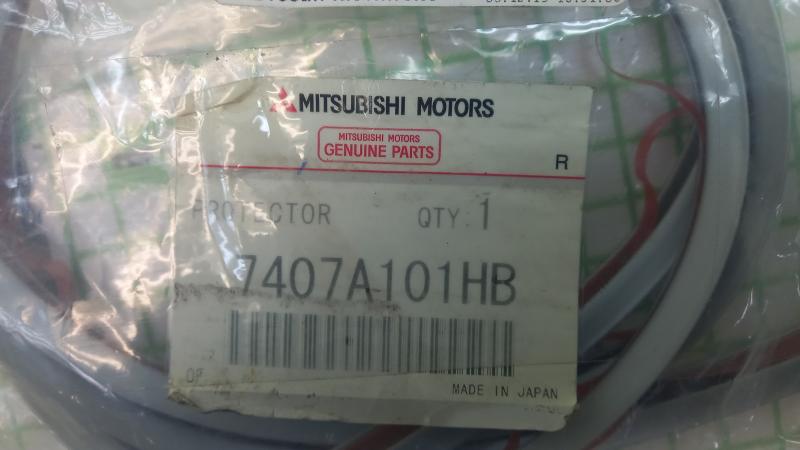 MITSUBISHI MOTORS
MITSUBISHI MOTORS
GENUINE PARTS
R
PROTECTOR QTY. 1
7407A101HB
MADE IN JAPAN